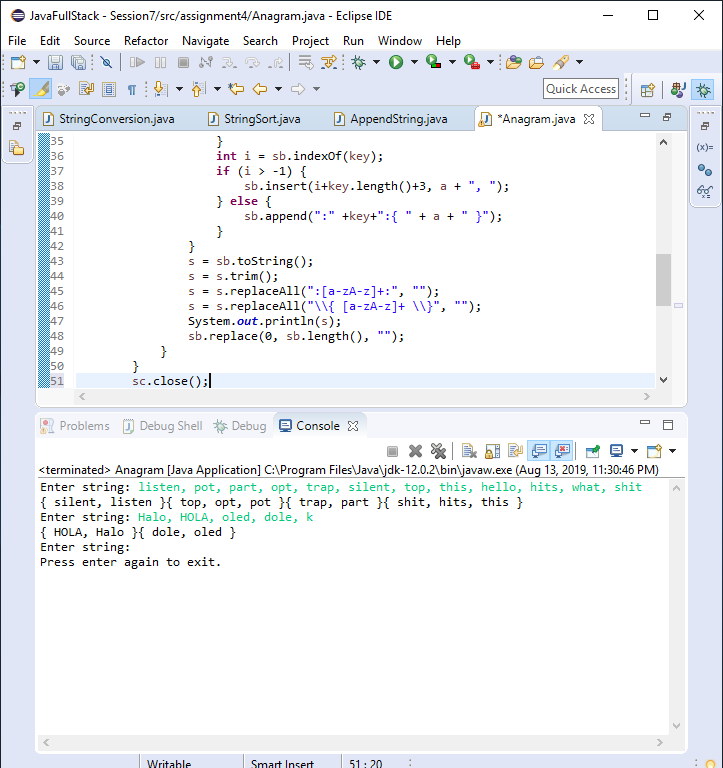 JavaFullStack - Session7/src/assignment4/Anagram.java - Eclipse IDE
File Edit Source Refactor Navigate Search Project Run Window Help
Quick Access
StringConversion.java StringSort.java AppendString.java *Anagram.java
35 }
36 int i = sb.indexOf(key);
37 if (i > -1) {
38 sb.insert(i+key.length()+3, a + ", ");
39 } else {
40 sb.append(":" +key+":{ " + a + " }");
41 }
42 }
43 s = sb.toString();
44 s = s.trim();
45 s = s.replaceAll(":[a-zA-z]+:", "");
46 s = s.replaceAll("\\{ [a-zA-z]+ \\}", "");
47 System.out.println(s);
48 sb.replace(0, sb.length(), "");
49 }
50 }
51 sc.close();
Problems Debug Shell Debug Console
<terminated> Anagram [Java Application] C:\Program Files\Java\jdk-12.0.2\bin\javaw.exe (Aug 13, 2019, 11:30:46 PM)
Enter string: listen, pot, part, opt, trap, silent, top, this, hello, hits, what, shit
{ silent, listen }{ top, opt, pot }{ trap, part }{ shit, hits, this }
Enter string: Halo, HOLA, oled, dole, k
{ HOLA, Halo }{ dole, oled }
Enter string:
Press enter again to exit.
Writable Smart Insert 51 : 20